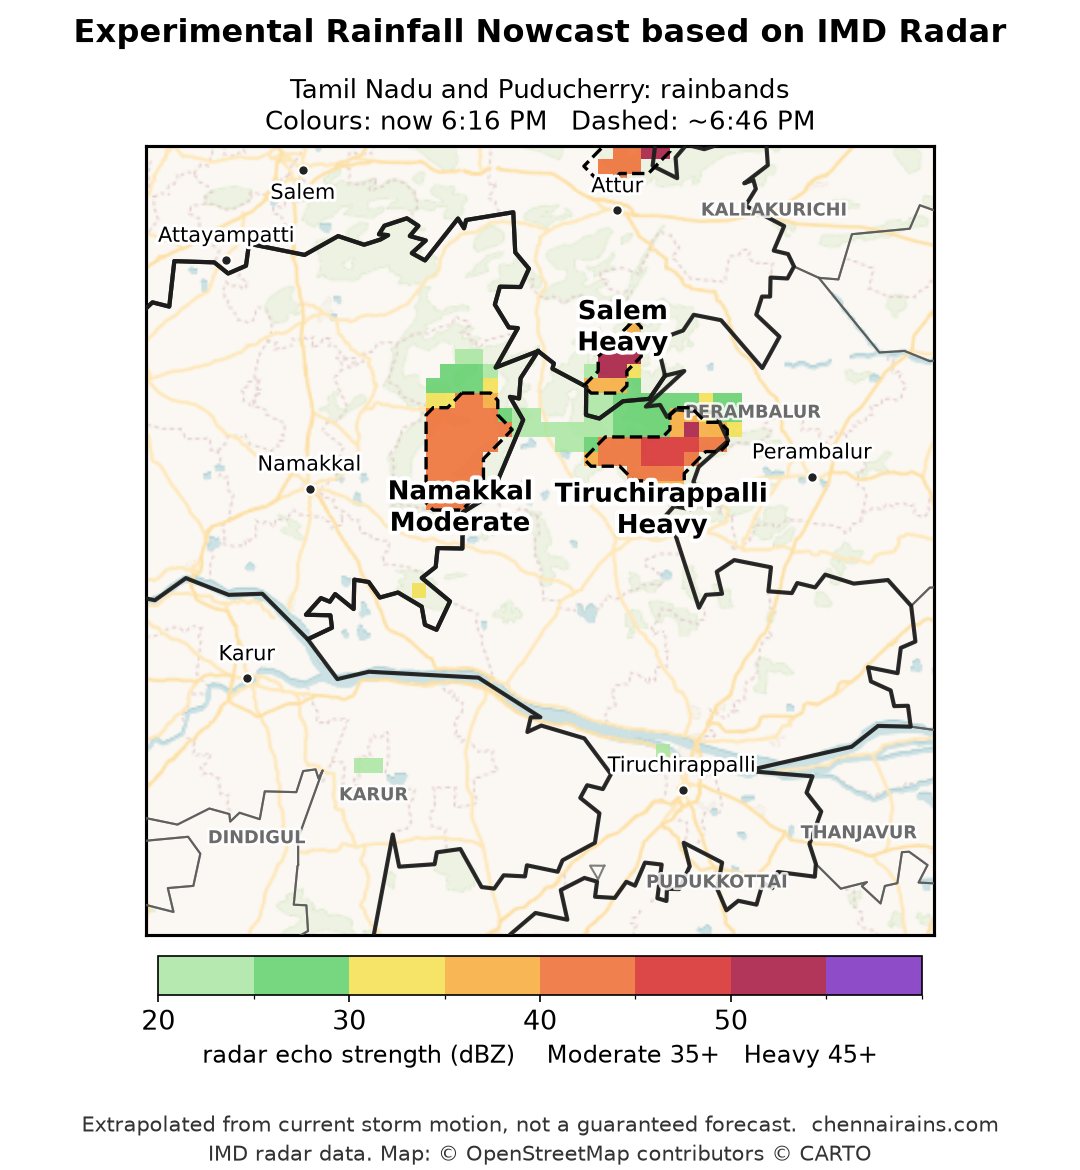 Experimental Rainfall Nowcast based on IMD Radar
Tamil Nadu and Puducherry: rainbands
Colours: now 6:16 PM   Dashed: ~6:46 PM
Salem
Attur
KALLAKURICHI
Attayampatti
Salem
Heavy
PERAMBALUR
Perambalur
Namakkal
Namakkal
Moderate
Tiruchirappalli
Heavy
Karur
Tiruchirappalli
KARUR
DINDIGUL
THANJAVUR
PUDUKKOTTAI
20 30 40 50
radar echo strength (dBZ)   Moderate 35+   Heavy 45+
Extrapolated from current storm motion, not a guaranteed forecast.  chennairains.com
IMD radar data. Map: © OpenStreetMap contributors © CARTO